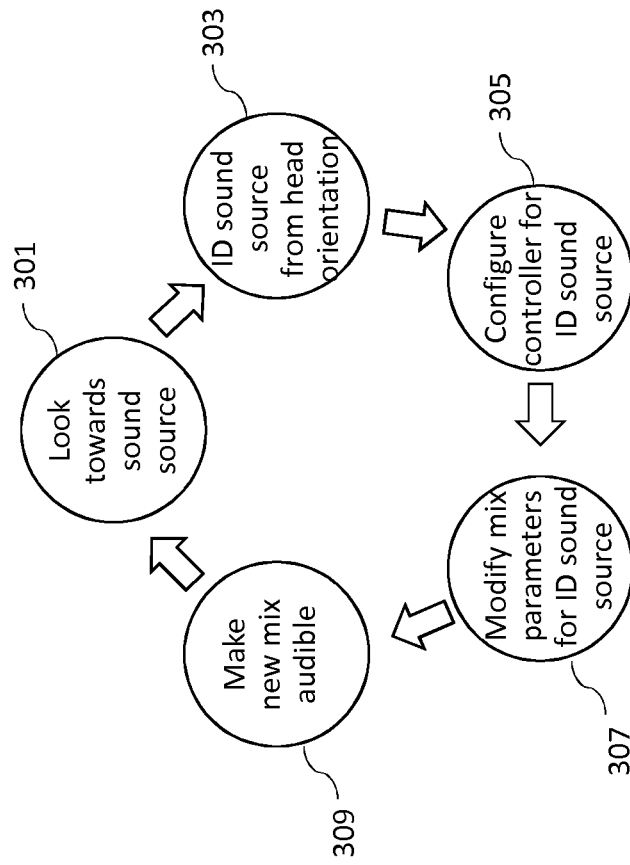 301
Look
towards
sound
source
303
ID sound
source
from head
orientation
305
Configure
controller for
ID sound
source
307
Modify mix
parameters
for ID sound
source
309
Make
new mix
audible